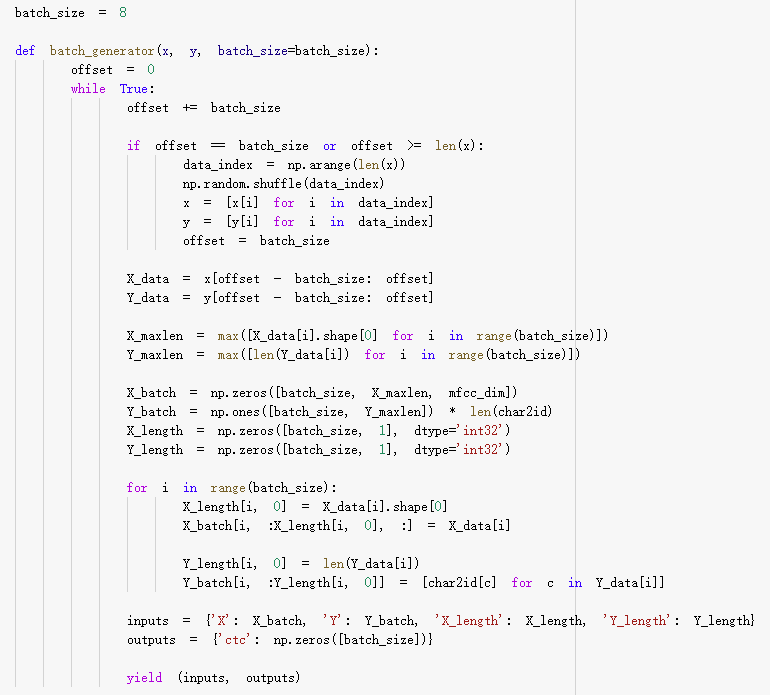 batch_size = 8
def batch_generator(x, y, batch_size=batch_size):
offset = 0
while True:
offset += batch_size
if offset == batch_size or offset >= len(x):
data_index = np.arange(len(x))
np.random.shuffle(data_index)
x = [x[i] for i in data_index]
y = [y[i] for i in data_index]
offset = batch_size
X_data = x[offset - batch_size: offset]
Y_data = y[offset - batch_size: offset]
X_maxlen = max([X_data[i].shape[0] for i in range(batch_size)])
Y_maxlen = max([len(Y_data[i]) for i in range(batch_size)])
X_batch = np.zeros([batch_size, X_maxlen, mfcc_dim])
Y_batch = np.ones([batch_size, Y_maxlen]) * len(char2id)
X_length = np.zeros([batch_size, 1], dtype='int32')
Y_length = np.zeros([batch_size, 1], dtype='int32')
for i in range(batch_size):
X_length[i, 0] = X_data[i].shape[0]
X_batch[i, :X_length[i, 0], :] = X_data[i]
Y_length[i, 0] = len(Y_data[i])
Y_batch[i, :Y_length[i, 0]] = [char2id[c] for c in Y_data[i]]
inputs = {'X': X_batch, 'Y': Y_batch, 'X_length': X_length, 'Y_length': Y_length}
outputs = {'ctc': np.zeros([batch_size])}
yield (inputs, outputs)